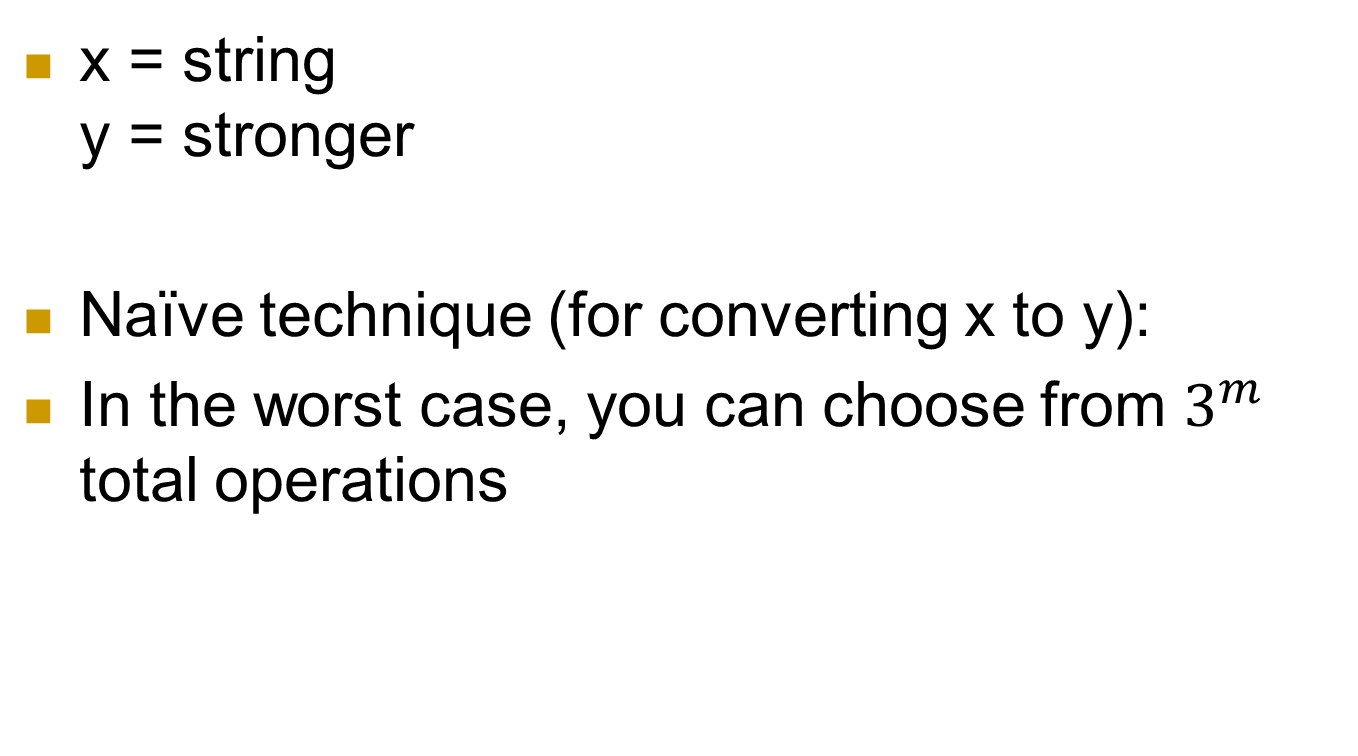 x = string
y = stronger
Naïve technique (for converting x to y):
In the worst case, you can choose from 3^m
total operations